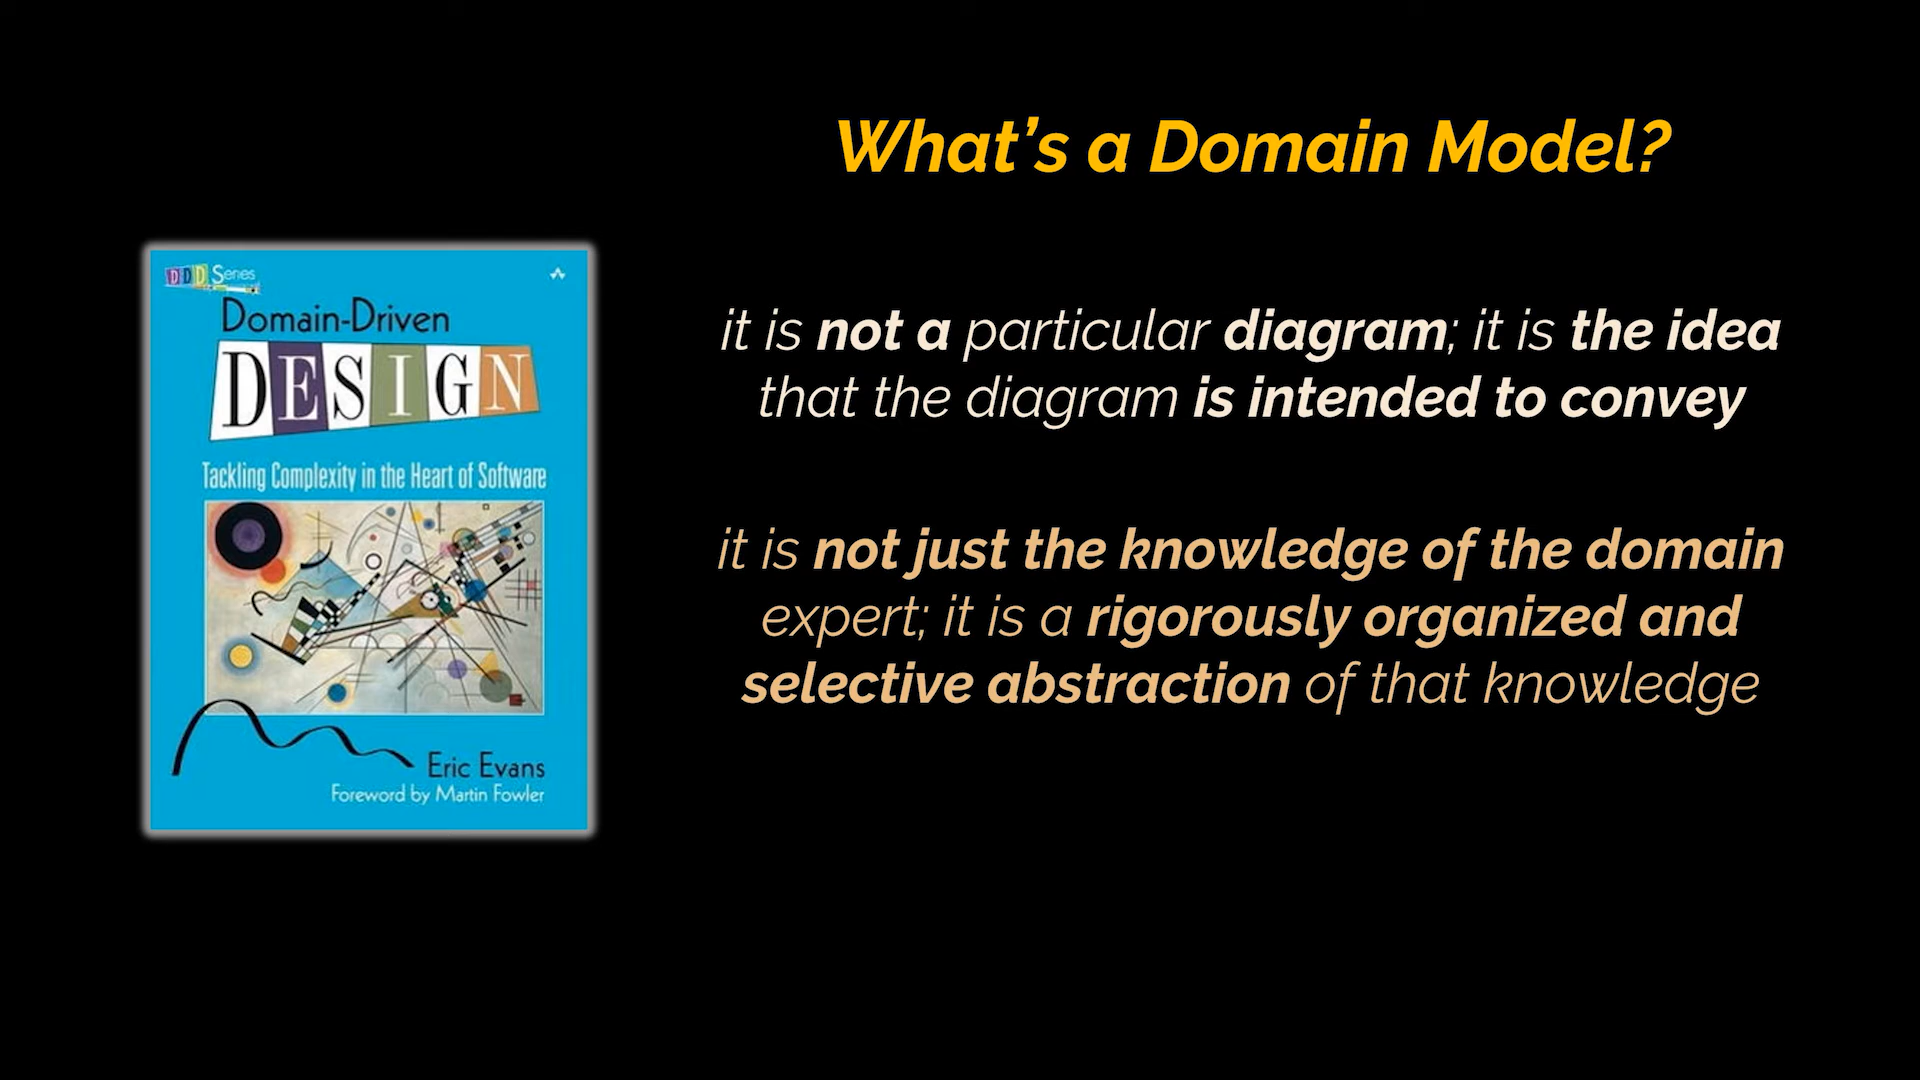 What's a Domain Model?
DDD Series
Domain-Driven
DESIGN
Tackling Complexity in the Heart of Software
Eric Evans
Foreword by Martin Fowler
it is not a particular diagram; it is the idea
that the diagram is intended to convey
it is not just the knowledge of the domain
expert; it is a rigorously organized and
selective abstraction of that knowledge